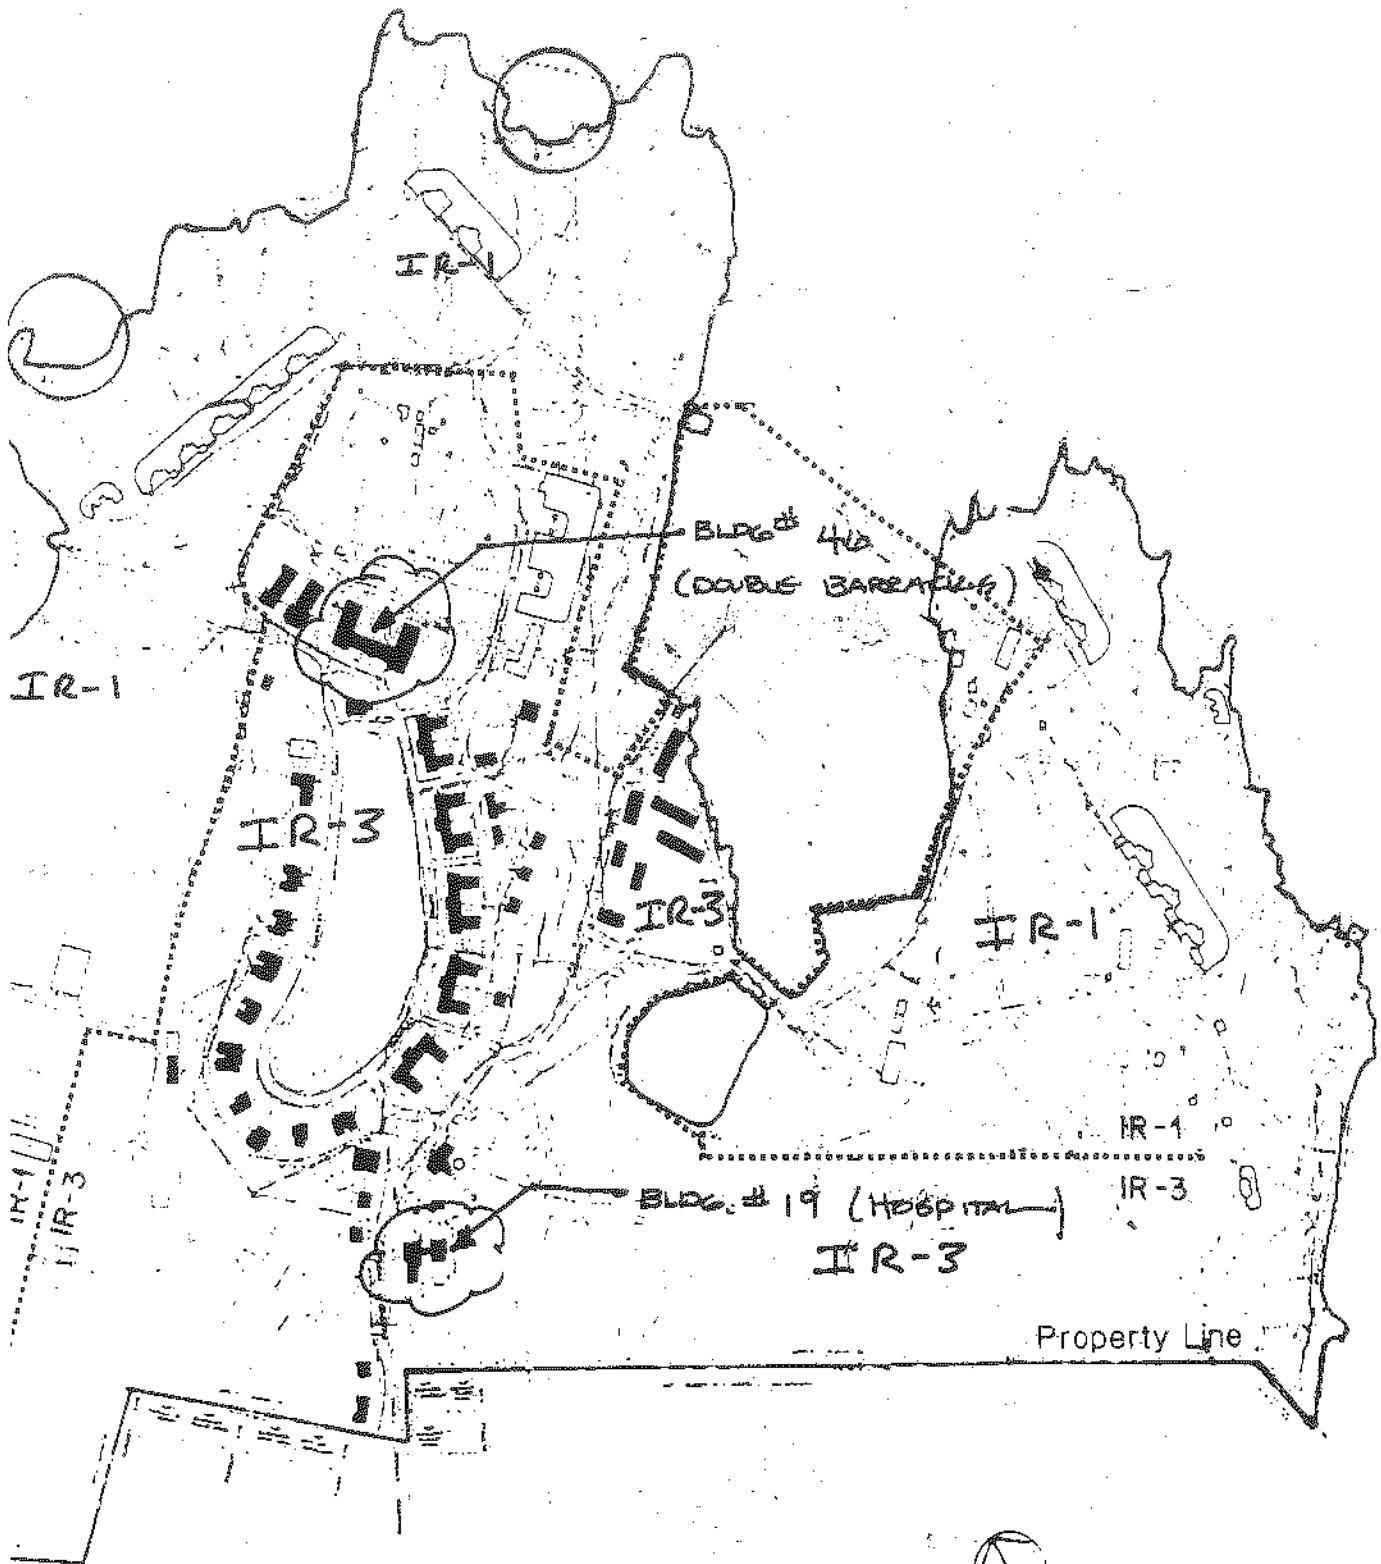 IR-1
BLDG #
(DOUBLE BARRACKS)
IR-1
IR-3
IR-3
IR-1
IR-1
IR-3
IR-1
IR-3
BLDG. # 19 (HOSPITAL)
IR-3
Property Line